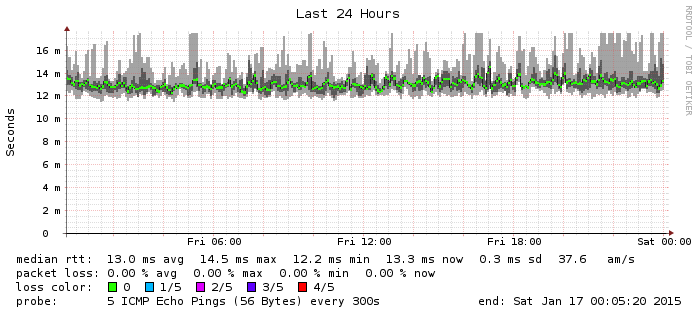 Last 24 Hours
RRDTOOL / TOBI OETIKER
Seconds
16 m
14 m
12 m
10 m
8 m
6 m
4 m
2 m
0
Fri 06:00 Fri 12:00 Fri 18:00 Sat 00:00
median rtt: 13.0 ms avg 14.5 ms max 12.2 ms min 13.3 ms now 0.3 ms sd 37.6 am/s
packet loss: 0.00 % avg 0.00 % max 0.00 % min 0.00 % now
loss color: 0 1/5 2/5 3/5 4/5
probe: 5 ICMP Echo Pings (56 Bytes) every 300s end: Sat Jan 17 00:05:20 2015